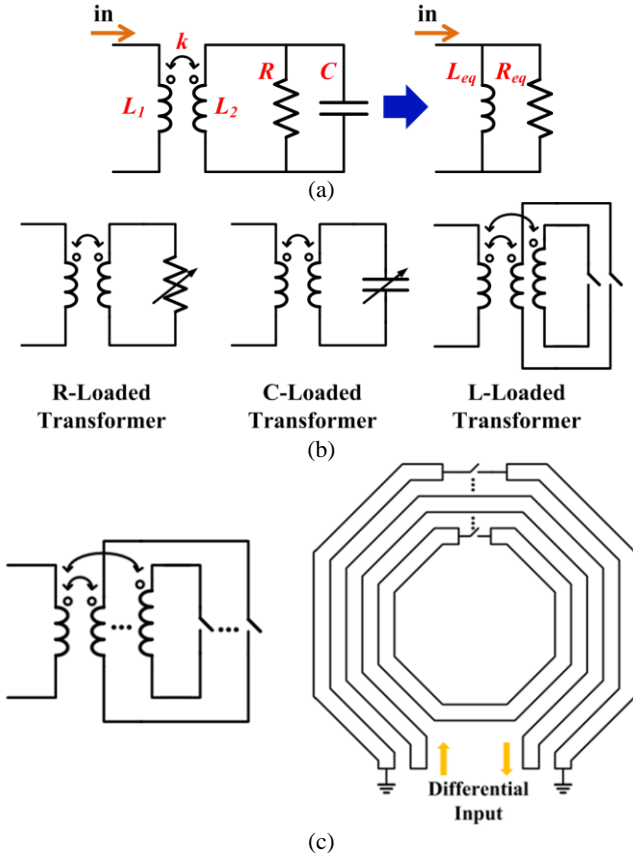 in
k
L1
L2
R
C
in
Leq
Req
(a)
R-Loaded
Transformer
C-Loaded
Transformer
L-Loaded
Transformer
(b)
Differential
Input
(c)